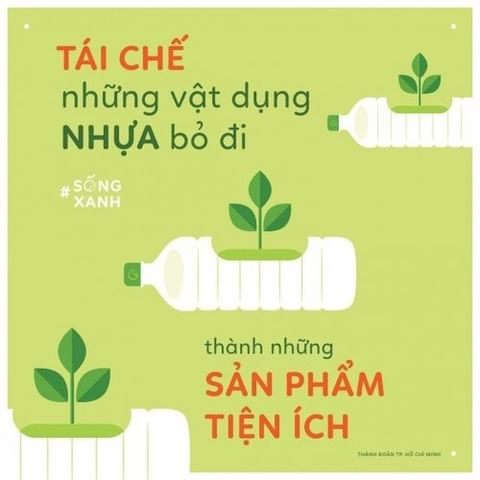 TÁI CHẾ
những vật dụng
NHỰA bỏ đi
#SỐNG
XANH
thành những
SẢN PHẨM
TIỆN ÍCH
THÀNH ĐOÀN TP. HỒ CHÍ MINH